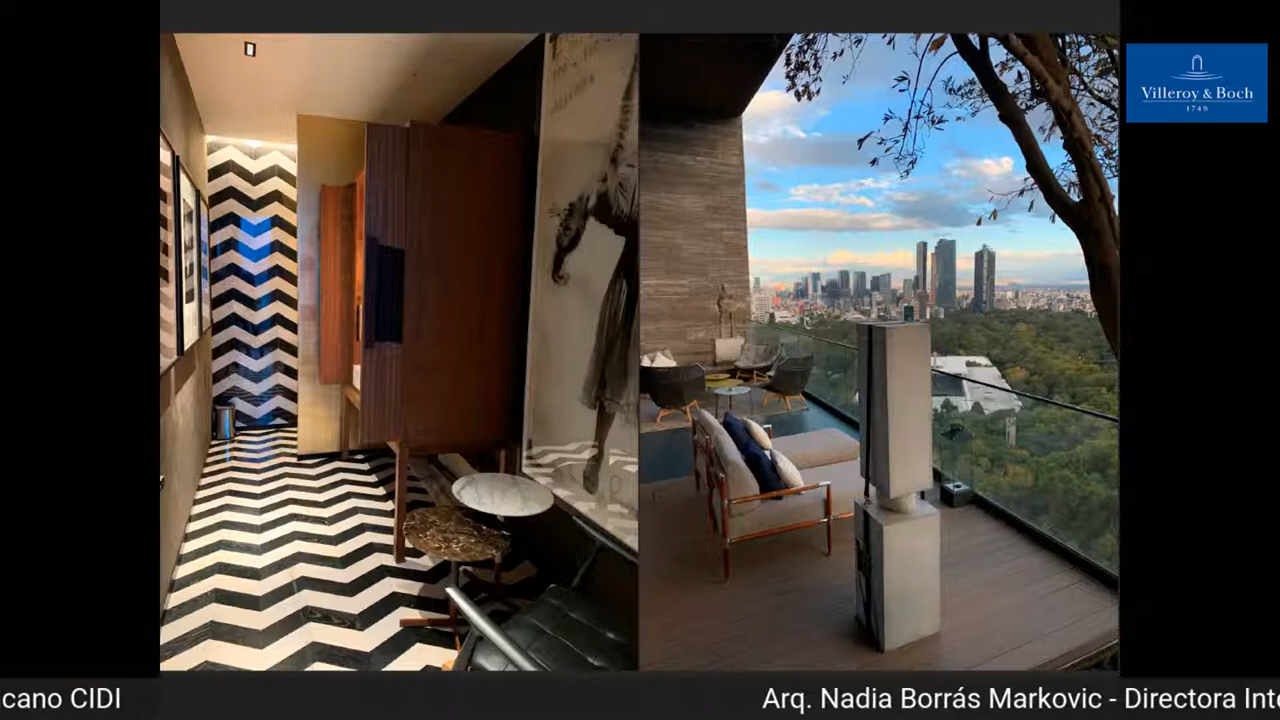 Villeroy & Boch
1748
cano CIDI
Arq. Nadia Borrás Markovic - Directora Int